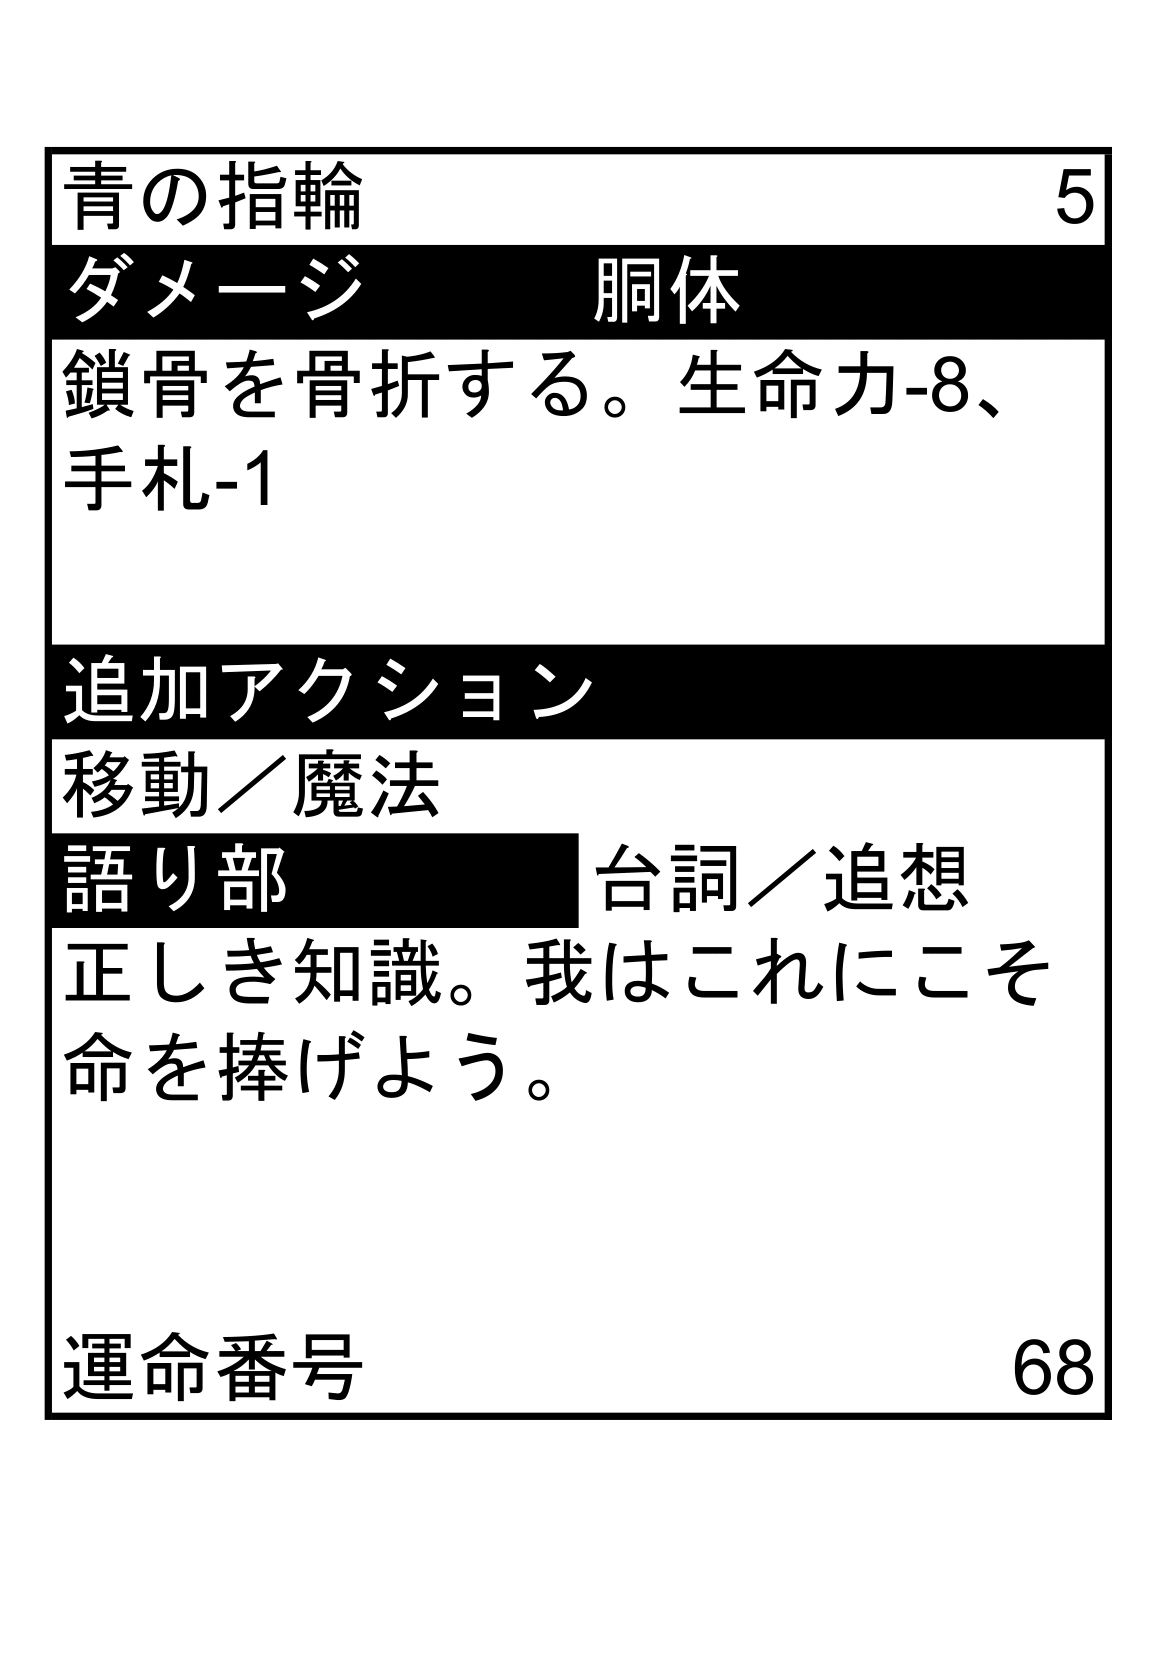 青の指輪 5
ダメージ 胴体
鎖骨を骨折する。生命力-8、
手札-1
追加アクション
移動／魔法
語り部 台詞／追想
正しき知識。我はこれにこそ
命を捧げよう。
運命番号 68